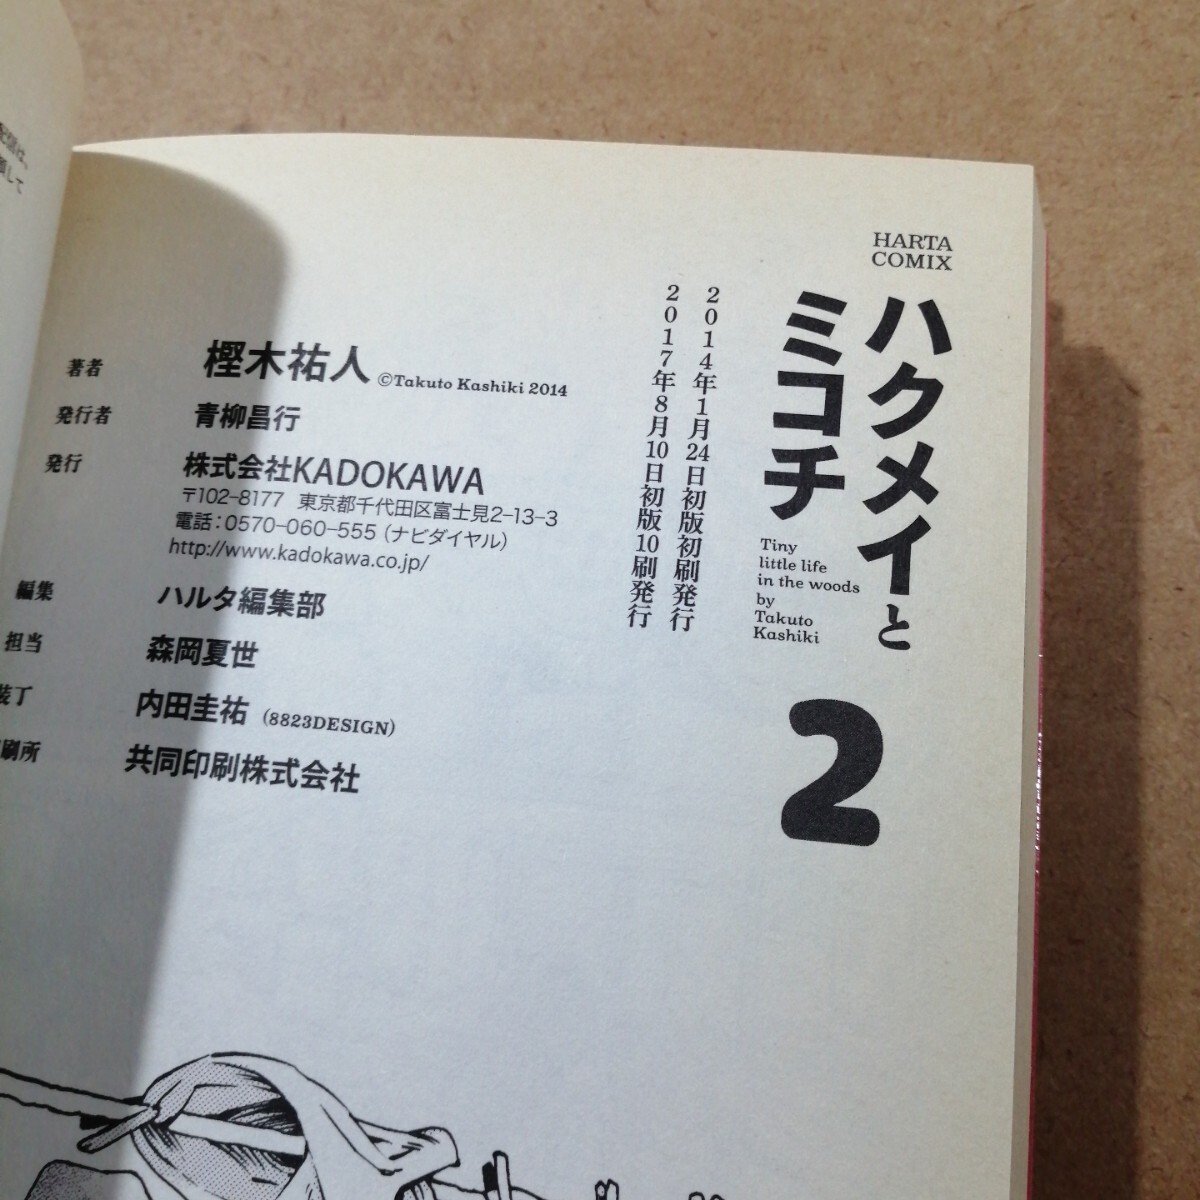 HARTA
COMIX
ハクメイと
ミコチ
Tiny
little life
in the woods
by
Takuto
Kashiki
2
2014年1月24日初版初刷発行
2017年8月10日初版10刷発行
著者 樫木祐人 ©Takuto Kashiki 2014
発行者 青柳昌行
発行 株式会社KADOKAWA
〒102-8177 東京都千代田区富士見2-13-3
電話：0570-060-555（ナビダイヤル）
http://www.kadokawa.co.jp/
編集 ハルタ編集部
担当 森岡夏世
装丁 内田圭祐（8823DESIGN）
刷所 共同印刷株式会社